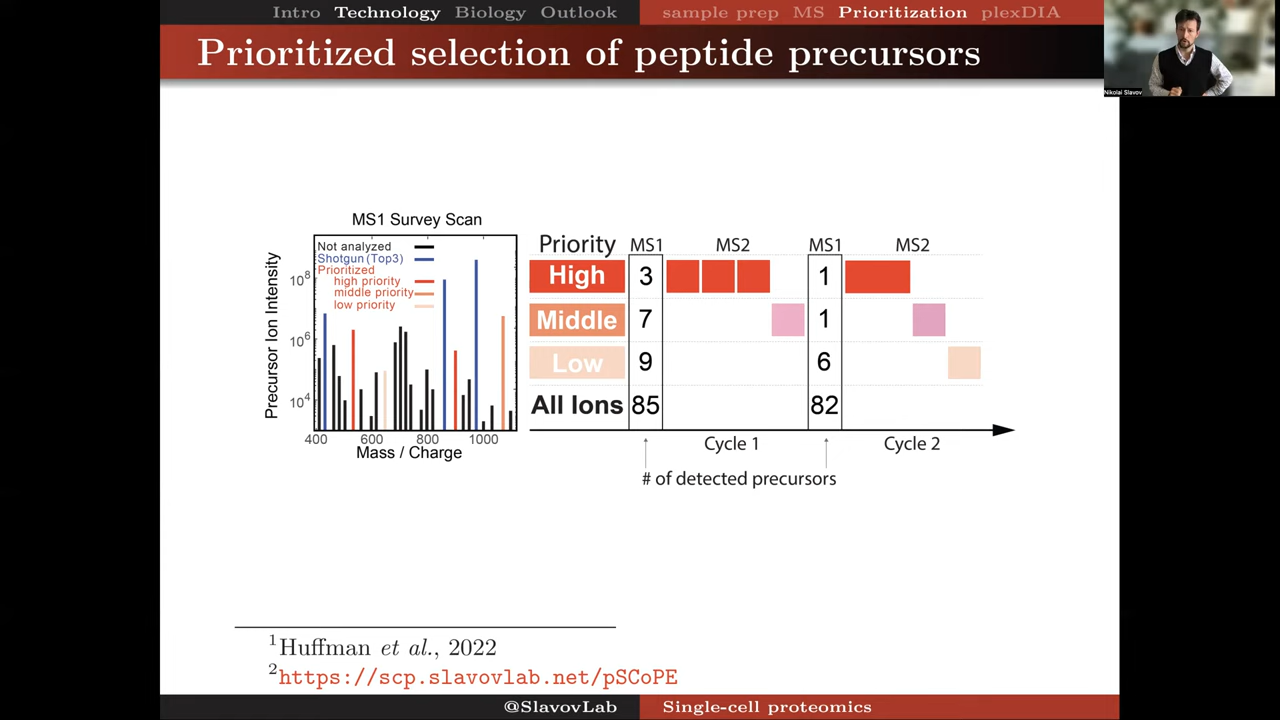 Intro Technology Biology Outlook sample prep MS Prioritization plexDIA
Prioritized selection of peptide precursors
Nikolai Slavov
MS1 Survey Scan
Precursor Ion Intensity
Not analyzed
Shotgun (Top3)
Prioritized
high priority
middle priority
low priority
10^8
10^6
10^4
400 600 800 1000
Mass / Charge
Priority MS1 MS2 MS1 MS2
High 3 1
Middle 7 1
Low 9 6
All Ions 85 82
Cycle 1 Cycle 2
# of detected precursors
1Huffman et al., 2022
2https://scp.slavovlab.net/pSCoPE
@SlavovLab Single-cell proteomics